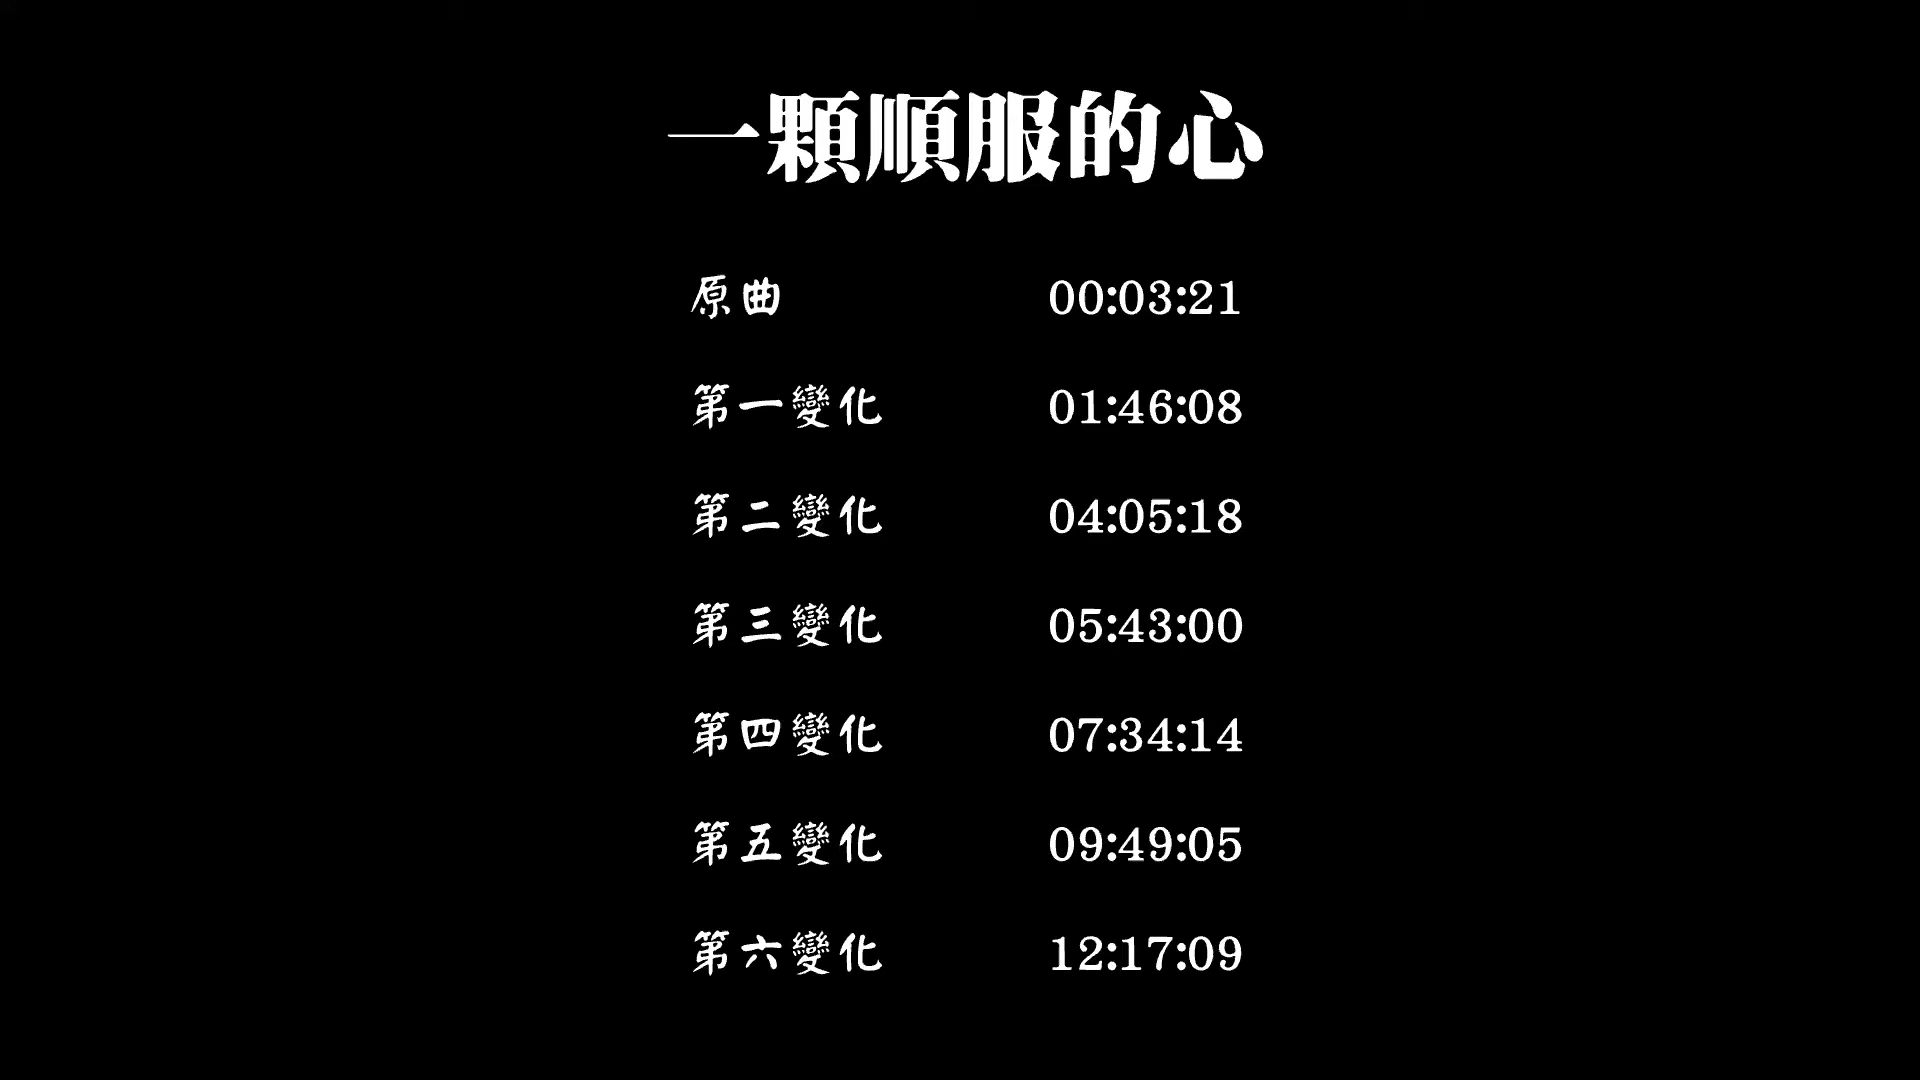 一顆順服的心
原曲 00:03:21
第一變化 01:46:08
第二變化 04:05:18
第三變化 05:43:00
第四變化 07:34:14
第五變化 09:49:05
第六變化 12:17:09